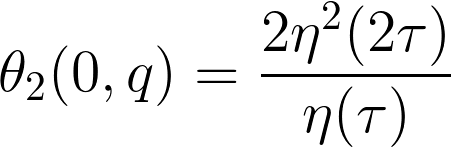 θ₂(0, q) = 2η²(2τ) / η(τ)